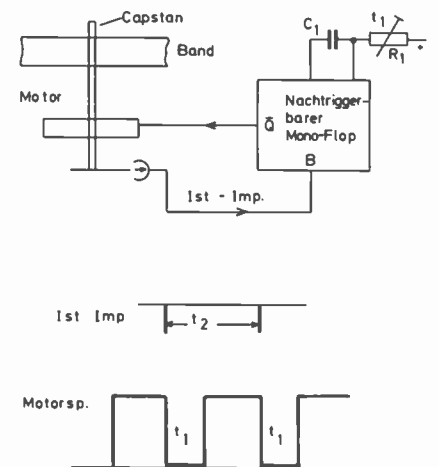 Capstan
C1
t1
R1
+
Band
Motor
Nachtrigger-
barer
Mono-Flop
Q̄
B
Ist - Imp.
Ist Imp
t2
Motorsp.
t1
t1